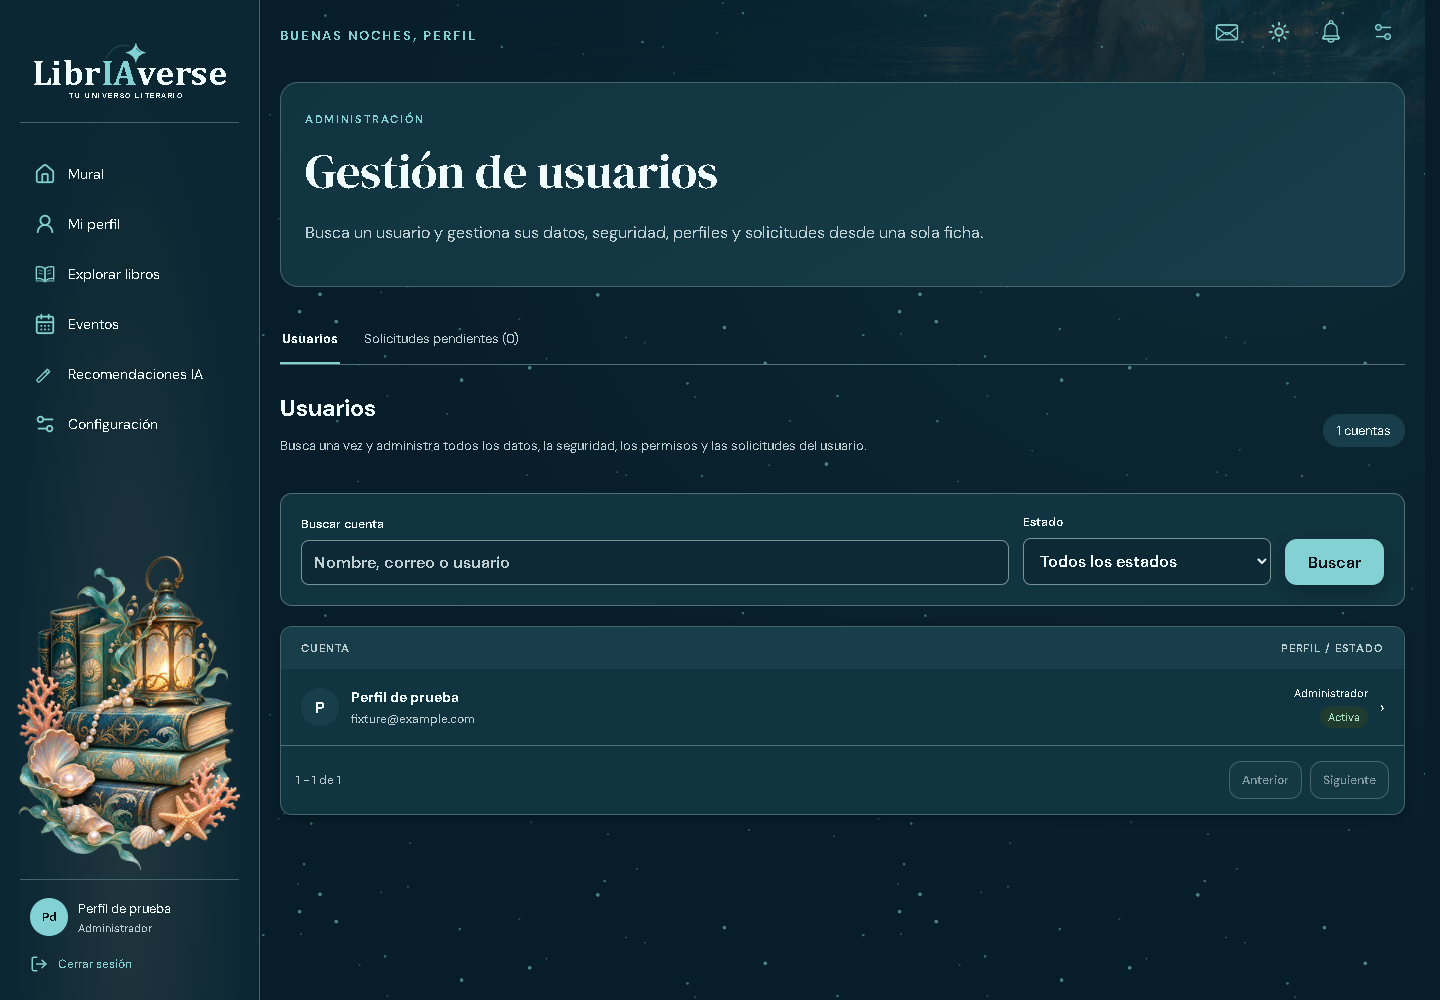 LibrIAverse
TU UNIVERSO LITERARIO
Mural
Mi perfil
Explorar libros
Eventos
Recomendaciones IA
Configuración
Perfil de prueba
Administrador
Cerrar sesión
BUENAS NOCHES, PERFIL
ADMINISTRACIÓN
Gestión de usuarios
Busca un usuario y gestiona sus datos, seguridad, perfiles y solicitudes desde una sola ficha.
Usuarios
Solicitudes pendientes (0)
Usuarios
Busca una vez y administra todos los datos, la seguridad, los permisos y las solicitudes del usuario.
1 cuentas
Buscar cuenta
Nombre, correo o usuario
Estado
Todos los estados
Buscar
CUENTA
PERFIL / ESTADO
P
Perfil de prueba
fixture@example.com
Administrador
Activa
1 – 1 de 1
Anterior
Siguiente
Pd